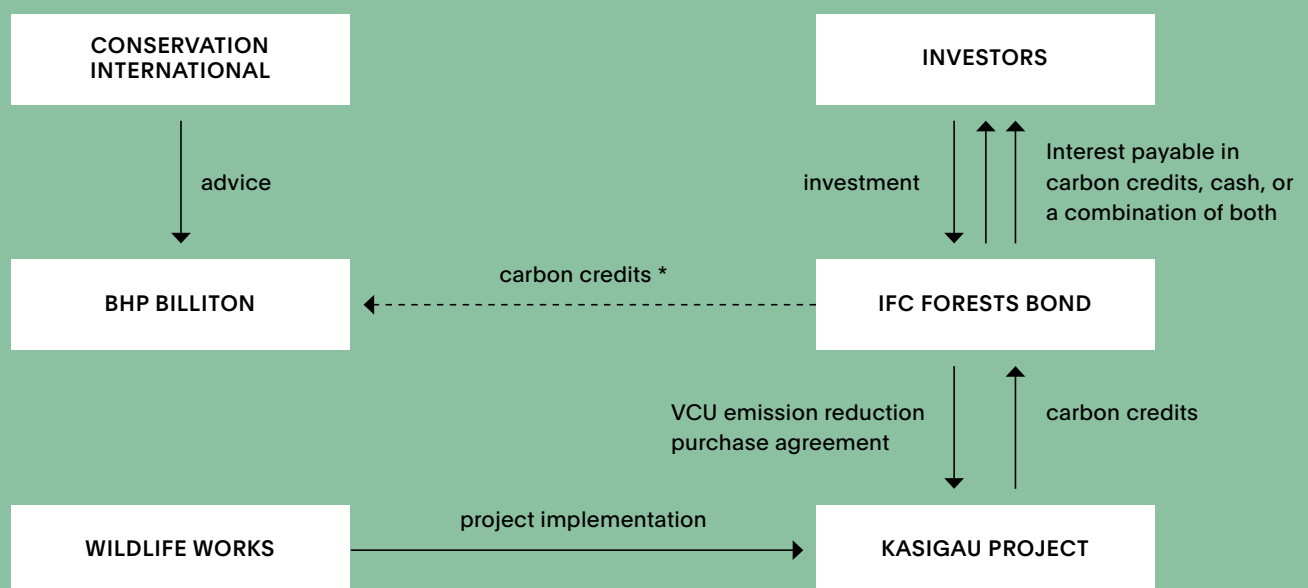 CONSERVATION
INTERNATIONAL
INVESTORS
advice
investment
Interest payable in
carbon credits, cash, or
a combination of both
BHP BILLITON
carbon credits *
IFC FORESTS BOND
VCU emission reduction
purchase agreement
carbon credits
WILDLIFE WORKS
project implementation
KASIGAU PROJECT